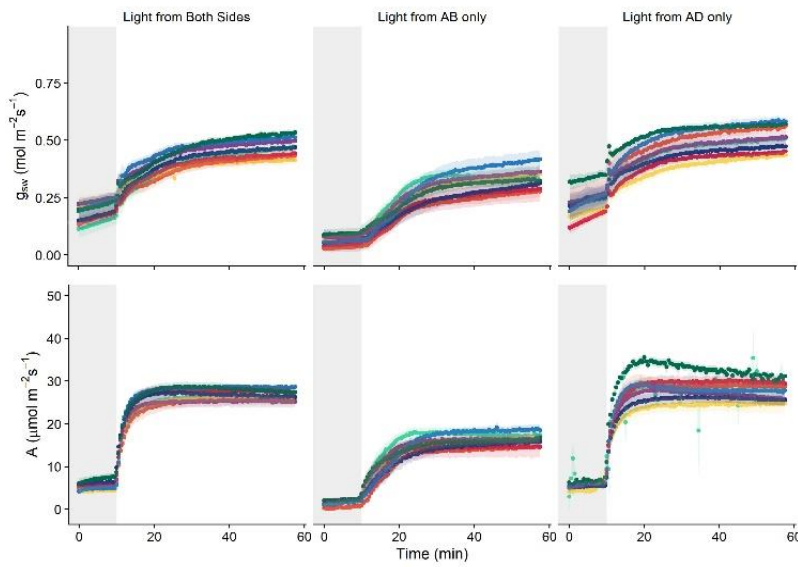 Light from Both Sides Light from AB only Light from AD only
0.75
0.50
0.25
0.00
gsw (mol m−2s−1)
50
40
30
20
10
0
A (µmol m−2s−1)
0 20 40 60 0 20 40 60 0 20 40 60
Time (min)